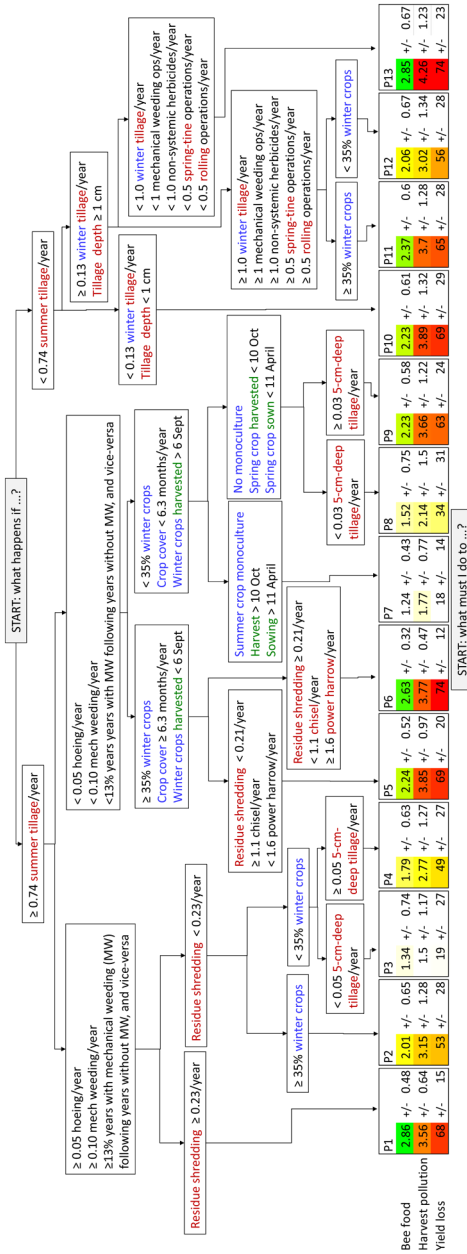 START: what happens if ...?
≥ 0.74 summer tillage/year
< 0.74 summer tillage/year
≥ 0.05 hoeing/year
≥ 0.10 mech weeding/year
≥13% years with mechanical weeding (MW)
following years without MW, and vice-versa
< 0.05 hoeing/year
< 0.10 mech weeding/year
<13% years years with MW following years without MW, and vice-versa
≥ 0.13 winter tillage/year
Tillage depth ≥ 1 cm
< 0.13 winter tillage/year
Tillage depth < 1 cm
Residue shredding ≥ 0.23/year
Residue shredding < 0.23/year
≥ 35% winter crops
Crop cover ≥ 6.3 months/year
Winter crops harvested < 6 Sept
< 35% winter crops
Crop cover < 6.3 months/year
Winter crops harvested > 6 Sept
< 1.0 winter tillage/year
< 1 mechanical weeding ops/year
< 1.0 non-systemic herbicides/year
< 0.5 spring-tine operations/year
< 0.5 rolling operations/year
≥ 1.0 winter tillage/year
≥ 1 mechanical weeding ops/year
≥ 1.0 non-systemic herbicides/year
≥ 0.5 spring-tine operations/year
≥ 0.5 rolling operations/year
≥ 35% winter crops
< 35% winter crops
Residue shredding < 0.21/year
≥ 1.1 chisel/year
< 1.6 power harrow/year
Residue shredding ≥ 0.21/year
< 1.1 chisel/year
≥ 1.6 power harrow/year
Summer crop monoculture
Harvest > 10 Oct
Sowing > 11 April
No monoculture
Spring crop harvested < 10 Oct
Spring crop sown < 11 April
< 0.05 5-cm-deep
tillage/year
≥ 0.05 5-cm-
deep tillage/year
< 0.03 5-cm-deep
tillage/year
≥ 0.03 5-cm-deep
tillage/year
≥ 35% winter crops
< 35% winter crops
P1 P2 P3 P4 P5 P6 P7 P8 P9 P10 P11 P12 P13
Bee food 2.86 +/- 0.48 2.01 +/- 0.65 1.34 +/- 0.74 1.79 +/- 0.63 2.24 +/- 0.52 2.63 +/- 0.32 1.24 +/- 0.43 1.52 +/- 0.75 2.23 +/- 0.58 2.23 +/- 0.61 2.37 +/- 0.6 2.06 +/- 0.67 2.85 +/- 0.67
Harvest pollution 3.56 +/- 0.64 3.15 +/- 1.28 1.5 +/- 1.17 2.77 +/- 1.27 3.85 +/- 0.97 3.77 +/- 0.47 1.77 +/- 0.77 2.14 +/- 1.5 3.66 +/- 1.22 3.89 +/- 1.32 3.7 +/- 1.28 3.02 +/- 1.34 4.26 +/- 1.23
Yield loss 68 +/- 15 53 +/- 28 19 +/- 27 49 +/- 27 69 +/- 20 74 +/- 12 18 +/- 14 34 +/- 31 63 +/- 24 69 +/- 29 65 +/- 28 56 +/- 28 74 +/- 23
START: what must I do to ...?